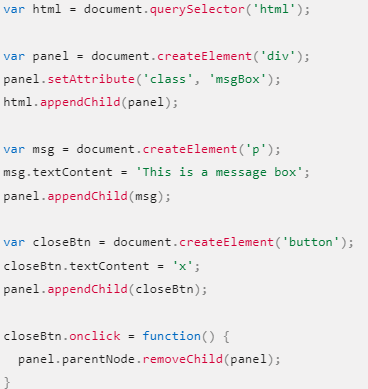 var html = document.querySelector('html');

var panel = document.createElement('div');
panel.setAttribute('class', 'msgBox');
html.appendChild(panel);

var msg = document.createElement('p');
msg.textContent = 'This is a message box';
panel.appendChild(msg);

var closeBtn = document.createElement('button');
closeBtn.textContent = 'x';
panel.appendChild(closeBtn);

closeBtn.onclick = function() {
  panel.parentNode.removeChild(panel);
}